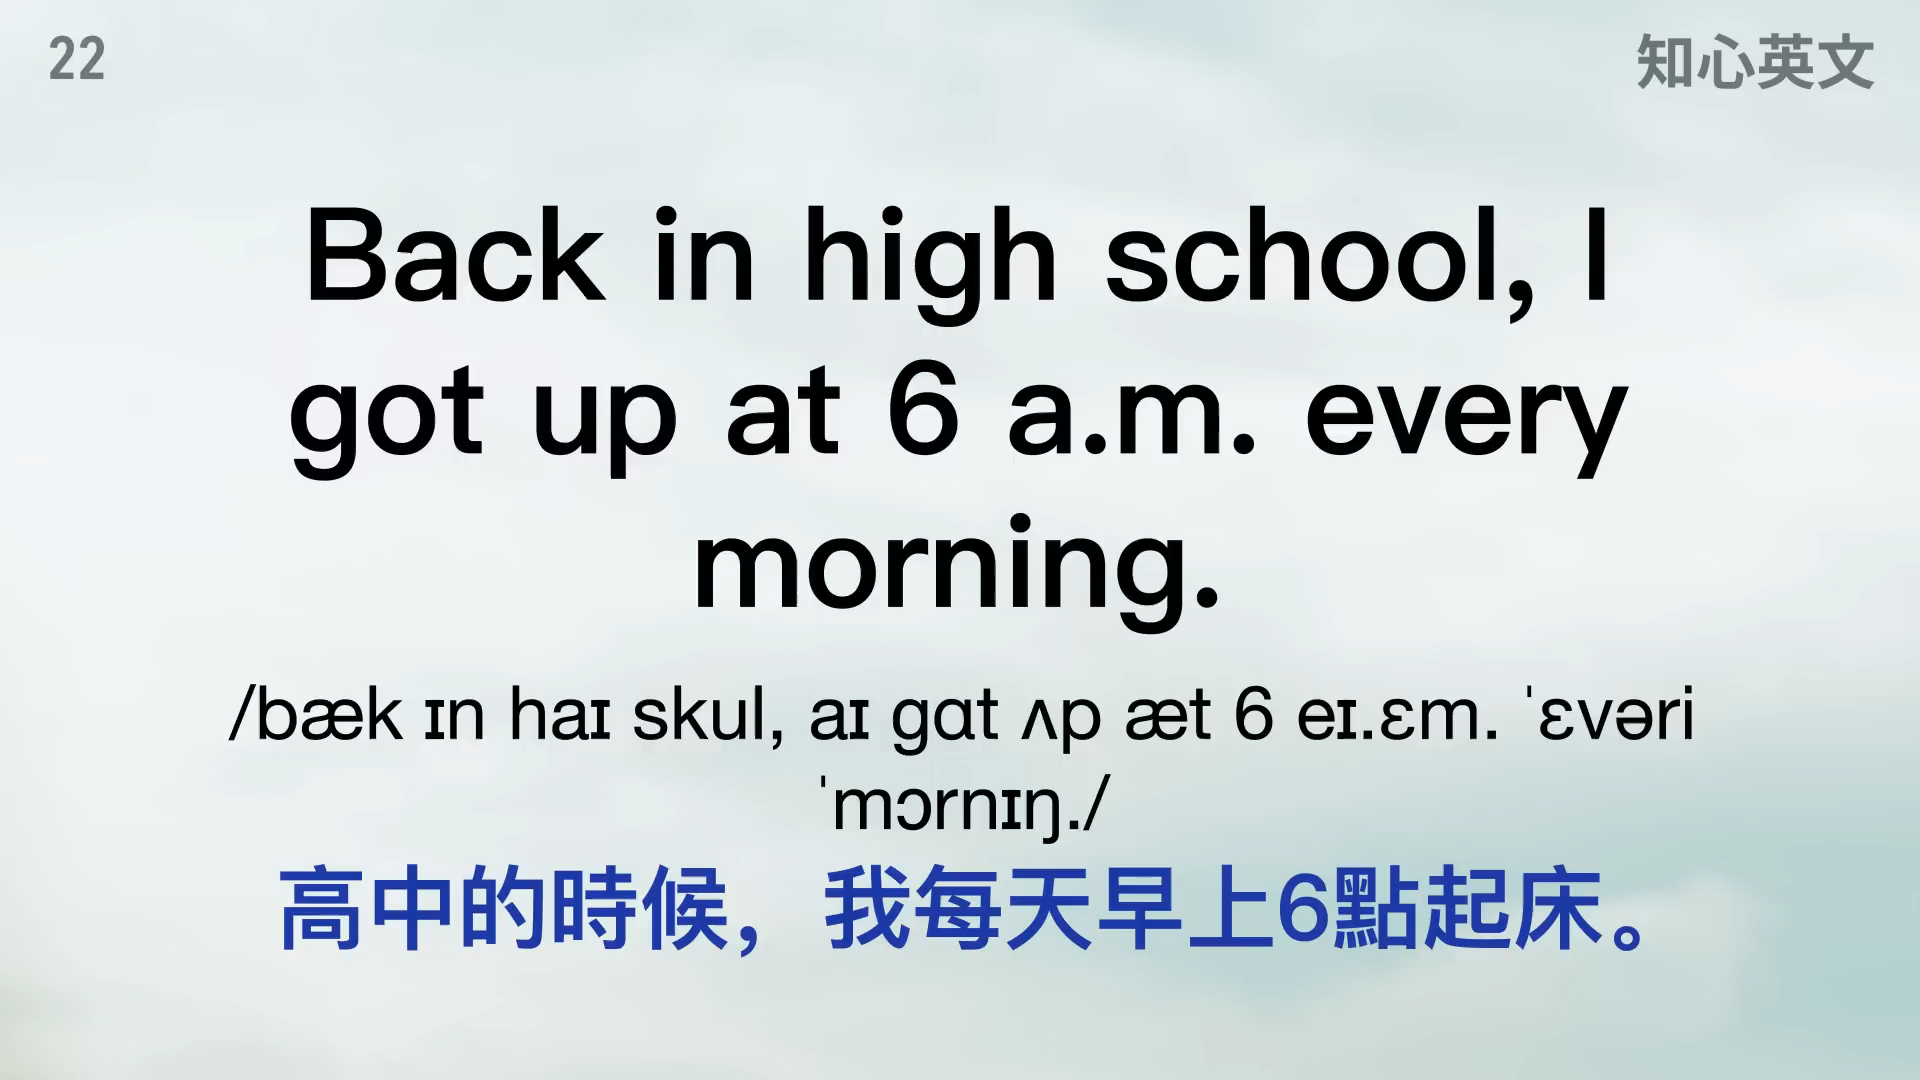 22
知心英文
Back in high school, I
got up at 6 a.m. every
morning.
/bæk ɪn haɪ skul, aɪ gɑt ʌp æt 6 eɪ.ɛm. ˈɛvəri
ˈmɔrnɪŋ./
高中的時候，我每天早上6點起床。